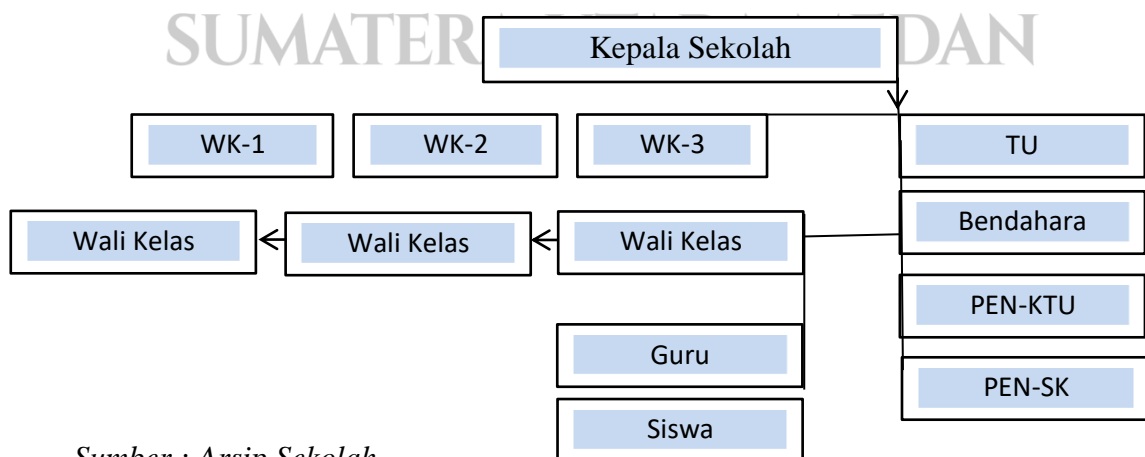 SUMATERA UTARA MEDAN
Kepala Sekolah
WK-1 WK-2 WK-3 TU
Bendahara
Wali Kelas Wali Kelas Wali Kelas
PEN-KTU
Guru
PEN-SK
Siswa
Sumber : Arsip Sekolah